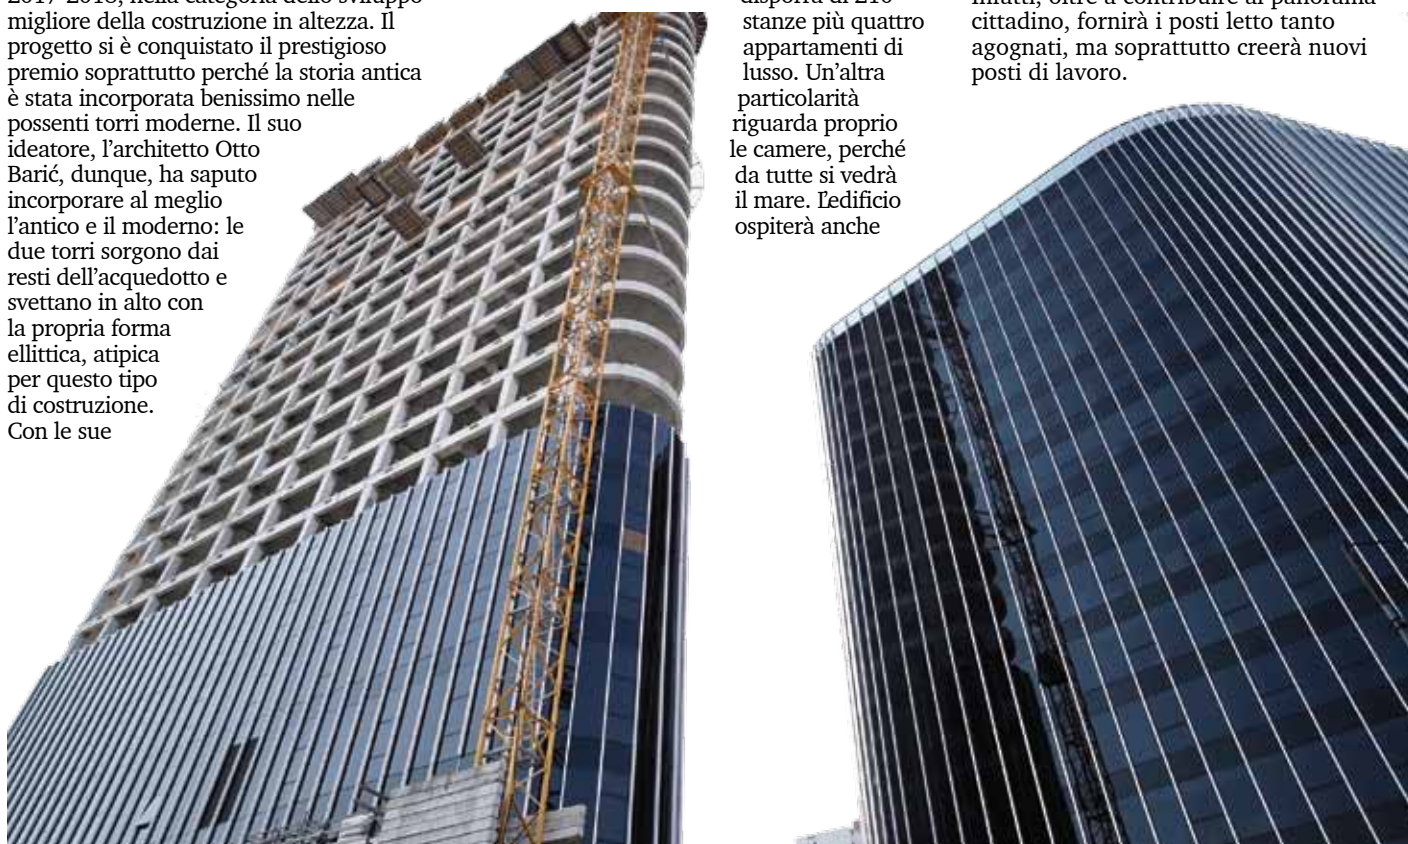 migliore della costruzione in altezza. Il
progetto si è conquistato il prestigioso
premio soprattutto perché la storia antica
è stata incorporata benissimo nelle
possenti torri moderne. Il suo
ideatore, l'architetto Otto
Barić, dunque, ha saputo
incorporare al meglio
l'antico e il moderno: le
due torri sorgono dai
resti dell'acquedotto e
svettano in alto con
la propria forma
ellittica, atipica
per questo tipo
di costruzione.
Con le sue
stanze più quattro
appartamenti di
lusso. Un'altra
particolarità
riguarda proprio
le camere, perché
da tutte si vedrà
il mare. L'edificio
ospiterà anche
infatti, oltre a contribuire al panorama
cittadino, fornirà i posti letto tanto
agognati, ma soprattutto creerà nuovi
posti di lavoro.